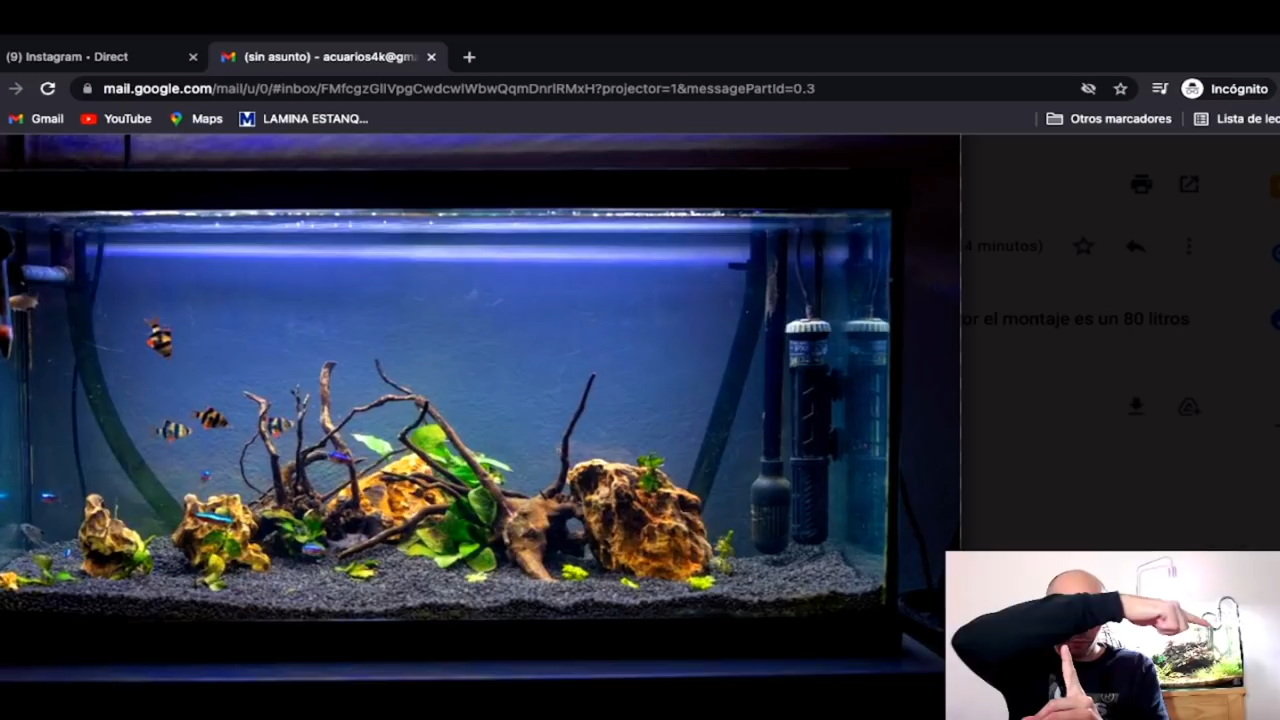 (9) Instagram • Direct
(sin asunto) - acuarios4k@gm
mail.google.com/mail/u/0/#inbox/FMfcgzGllVpgCwdcwlWbwQqmDnrlRMxH?projector=1&messagePartId=0.3
Incógnito
Gmail
YouTube
Maps
LAMINA ESTANQ...
Otros marcadores
Lista de lec
4 minutos)
or el montaje es un 80 litros